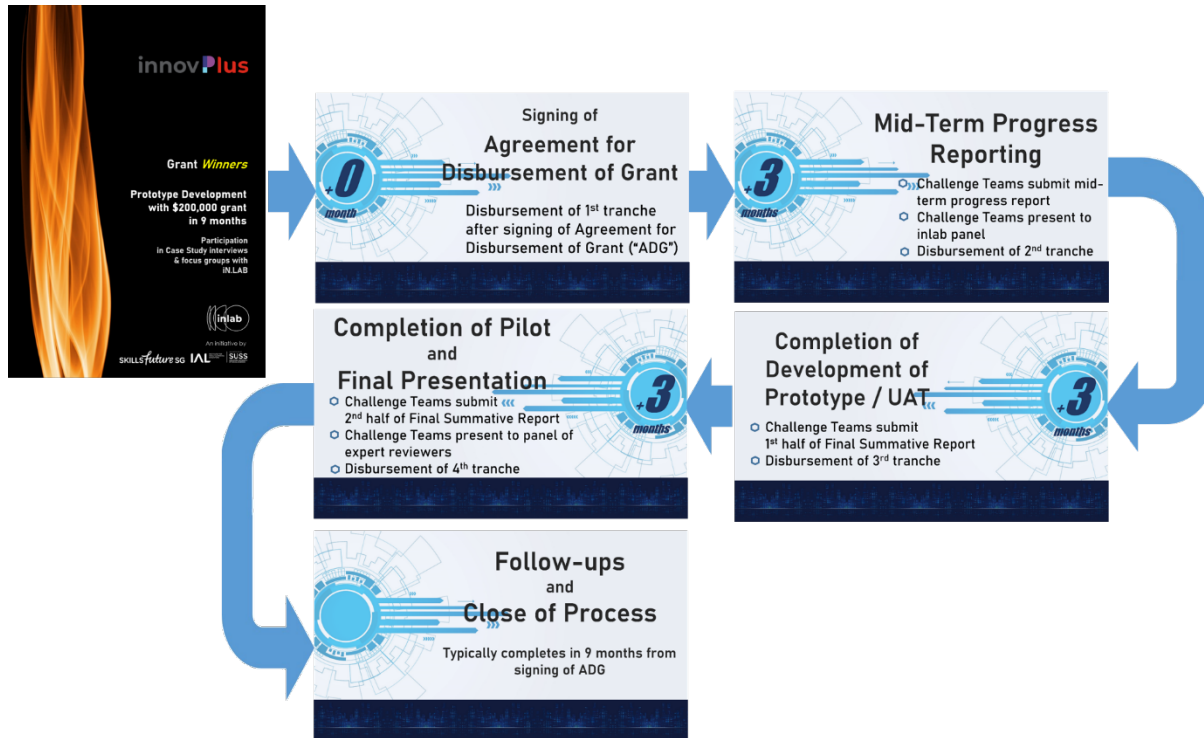 innovPlus
Grant Winners
Prototype Development
with $200,000 grant
in 9 months
Participation
in Case Study interviews
& focus groups with
iN.LAB
inlab
An initiative by
SKILLSfuture SG IAL SUSS
+0
month
Signing of
Agreement for
Disbursement of Grant
Disbursement of 1st tranche
after signing of Agreement for
Disbursement of Grant ("ADG")
+3
months
Mid-Term Progress
Reporting
Challenge Teams submit mid-
term progress report
Challenge Teams present to
inlab panel
Disbursement of 2nd tranche
Completion of
Development of
Prototype / UAT
Challenge Teams submit
1st half of Final Summative Report
Disbursement of 3rd tranche
+3
months
Completion of Pilot
and
Final Presentation
Challenge Teams submit
2nd half of Final Summative Report
Challenge Teams present to panel of
expert reviewers
Disbursement of 4th tranche
+3
months
Follow-ups
and
Close of Process
Typically completes in 9 months from
signing of ADG